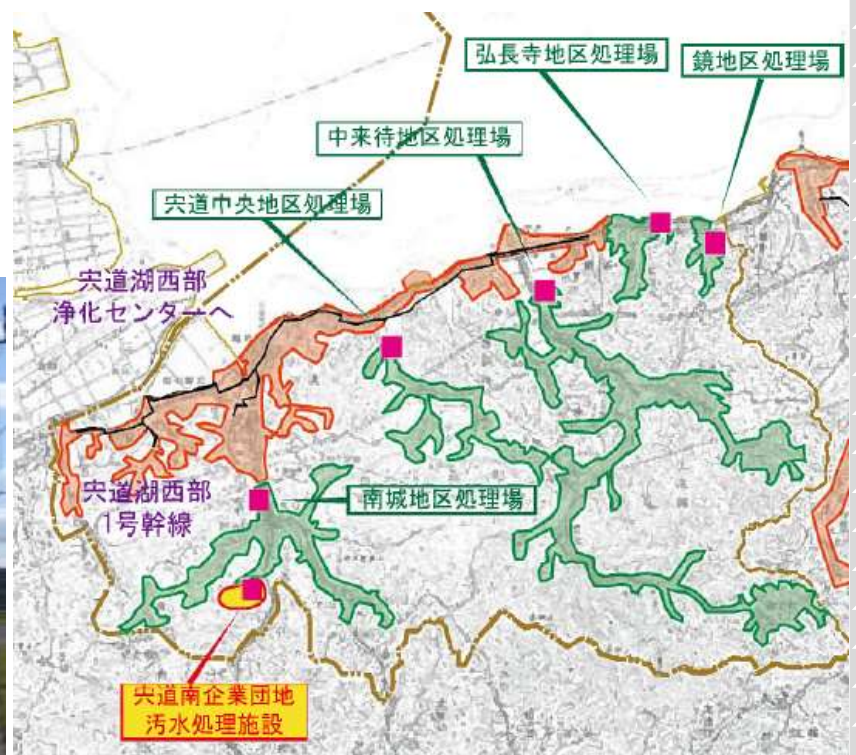 弘長寺地区処理場
鏡地区処理場
中来待地区処理場
宍道中央地区処理場
宍道湖西部
浄化センターへ
宍道湖西部
1号幹線
南城地区処理場
宍道南企業団地
汚水処理施設